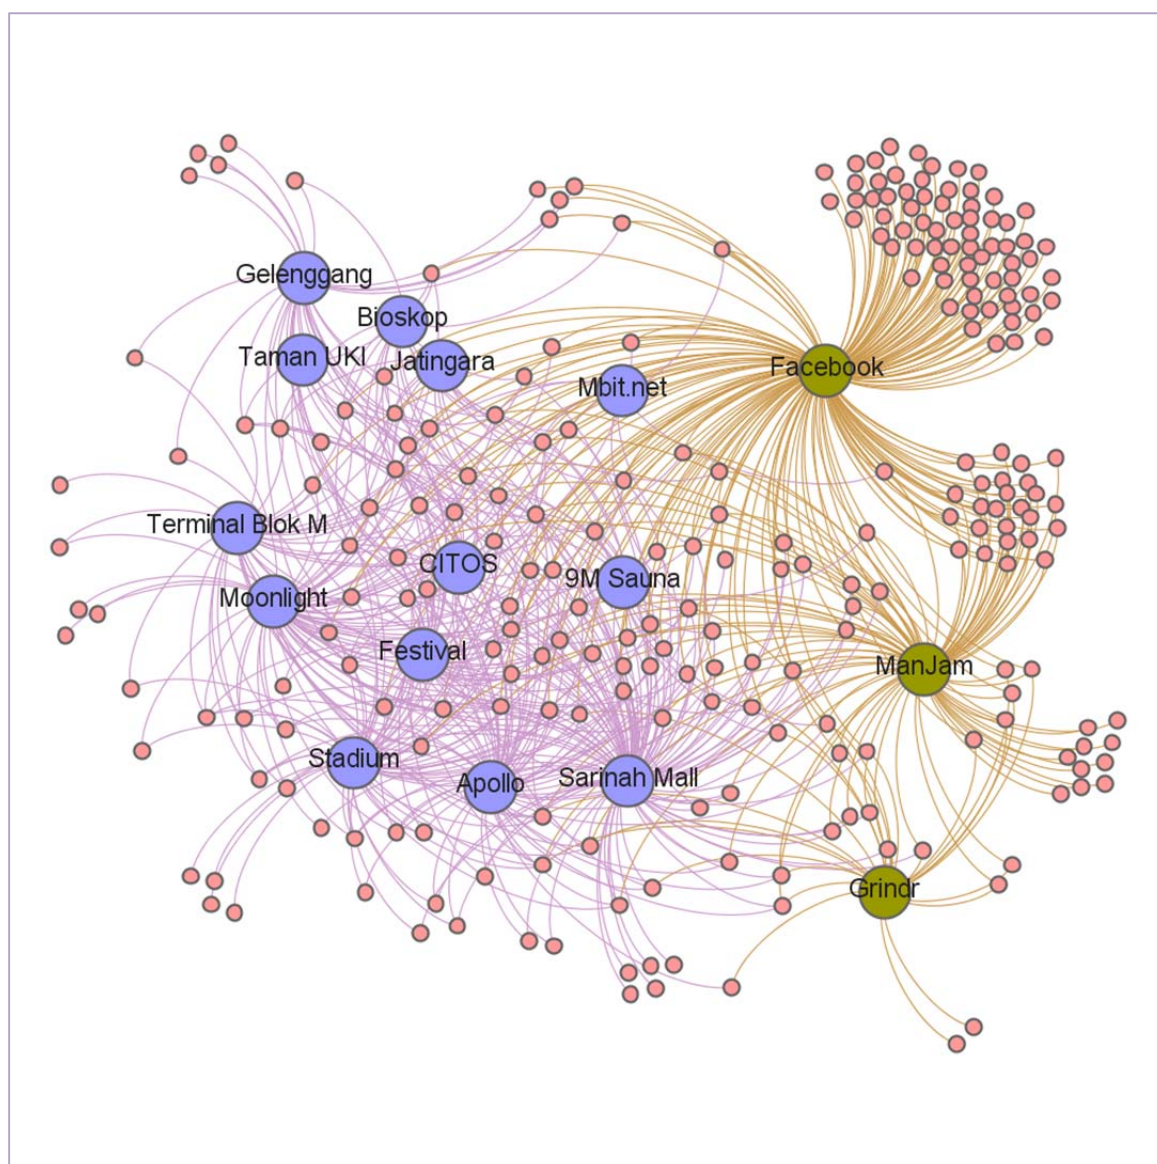 Gelenggang
Bioskop
Taman UKI
Jatingara
Mbit.net
Facebook
Terminal Blok M
CITOS
9M Sauna
Moonlight
Festival
ManJam
Stadium
Apollo
Sarinah Mall
Grindr